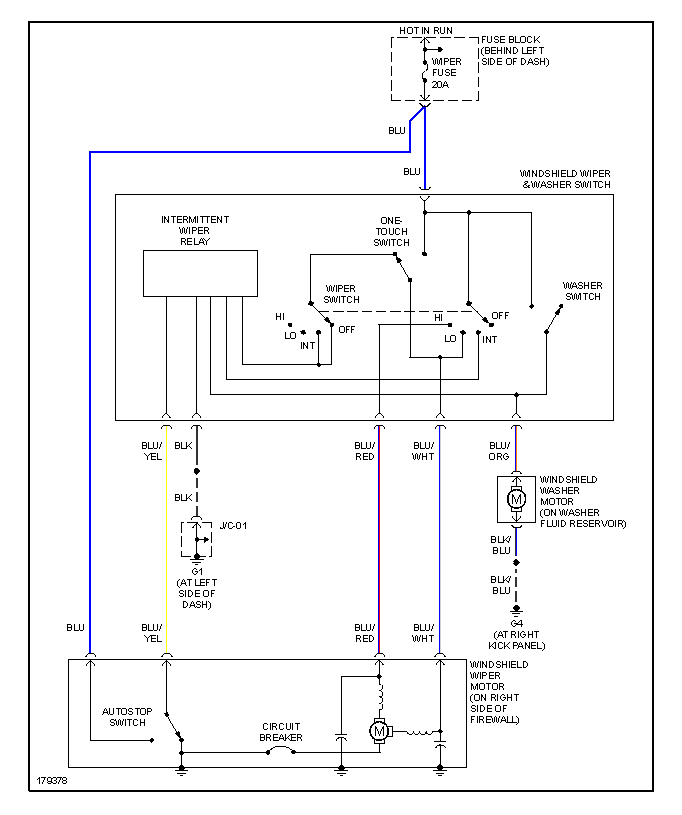 HOT IN RUN
FUSE BLOCK
(BEHIND LEFT
SIDE OF DASH)
WIPER
FUSE
20A
BLU
BLU
WINDSHIELD WIPER
& WASHER SWITCH
INTERMITTENT
WIPER
RELAY
ONE-
TOUCH
SWITCH
WIPER
SWITCH
WASHER
SWITCH
HI
LO
INT
OFF
HI
LO
INT
OFF
BLU/
YEL
BLK
BLU/
RED
BLU/
WHT
BLU/
ORG
BLK
WINDSHIELD
WASHER
MOTOR
(ON WASHER
FLUID RESERVOIR)
M
J/C-01
BLK/
BLU
G1
(AT LEFT
SIDE OF
DASH)
BLK/
BLU
G4
(AT RIGHT
KICK PANEL)
BLU
BLU/
YEL
BLU/
RED
BLU/
WHT
WINDSHIELD
WIPER
MOTOR
(ON RIGHT
SIDE OF
FIREWALL)
AUTOSTOP
SWITCH
CIRCUIT
BREAKER
M
179378